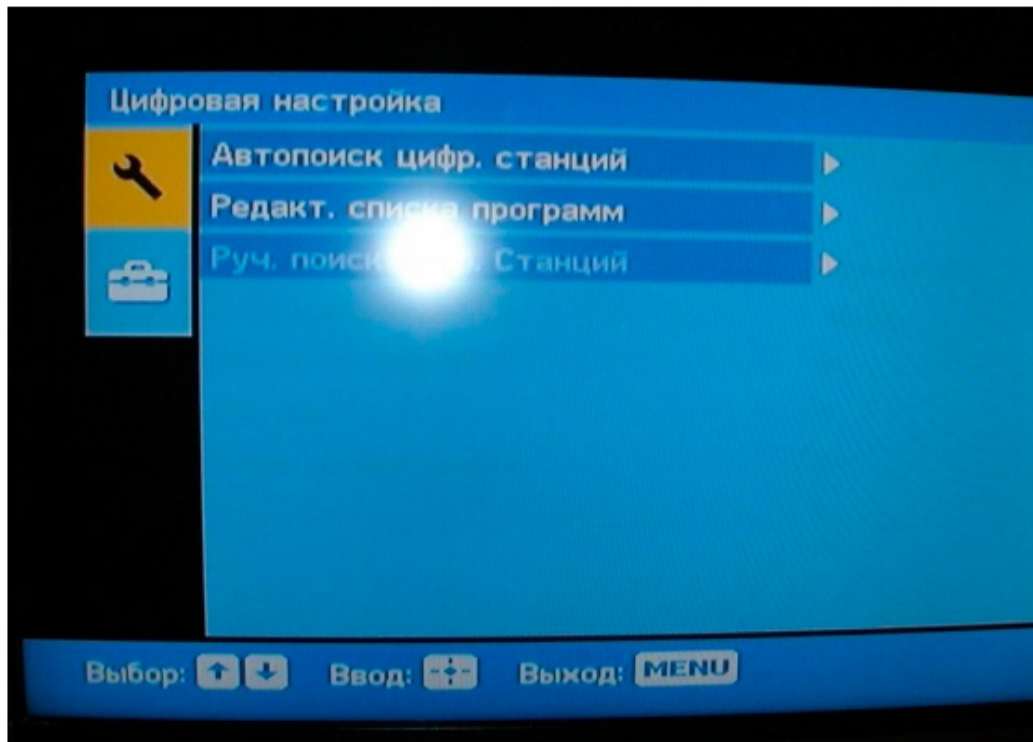 Цифровая настройка
Автопоиск цифр. станций
Редакт. списка программ
Руч. поиск Станций
Выбор: Ввод: Выход: MENU